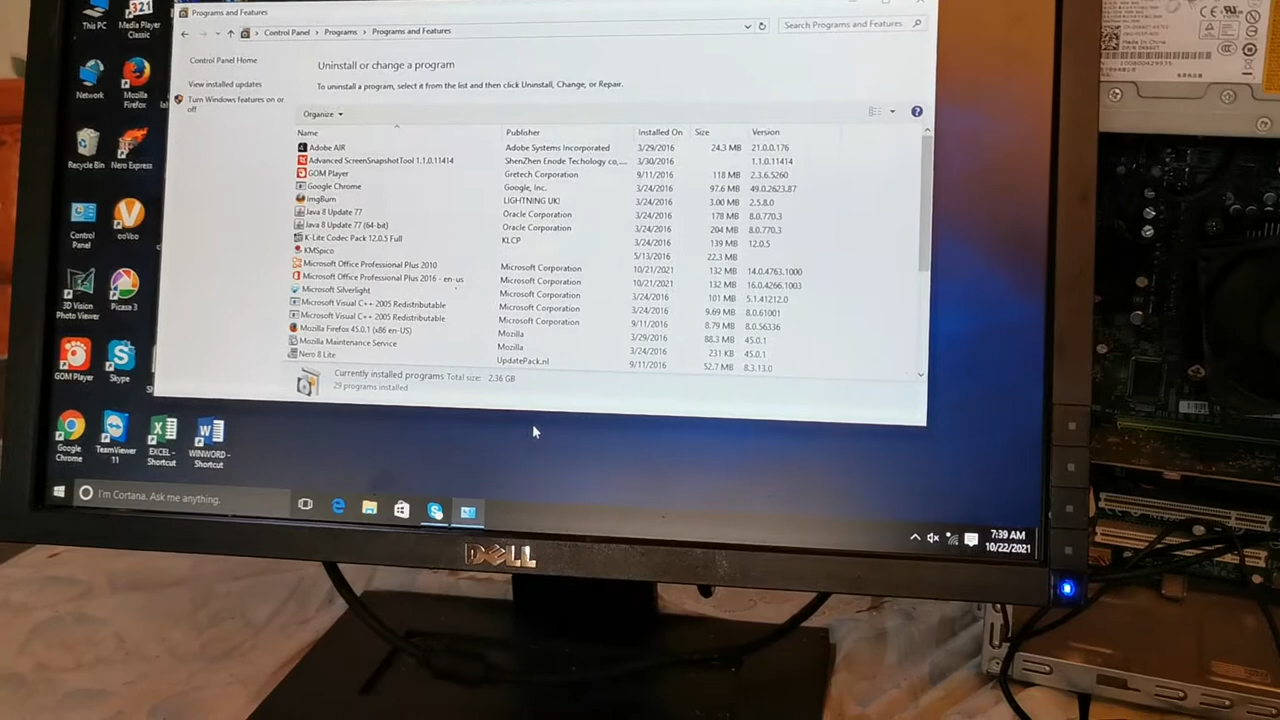 Programs and Features
Control Panel > Programs > Programs and Features
Search Programs and Features
Control Panel Home
View installed updates
Turn Windows features on or
off
Uninstall or change a program
To uninstall a program, select it from the list and then click Uninstall, Change, or Repair.
Organize
Name Publisher Installed On Size Version
Adobe AIR Adobe Systems Incorporated 3/29/2016 24.3 MB 21.0.0.176
Advanced ScreenSnapshotTool 1.1.0.11414 ShenZhen Enode Techology co,... 3/30/2016 1.1.0.11414
GOM Player Gretech Corporation 9/11/2016 118 MB 2.3.6.5260
Google Chrome Google, Inc. 3/24/2016 97.6 MB 49.0.2623.87
ImgBurn LIGHTNING UK! 3/24/2016 3.00 MB 2.5.8.0
Java 8 Update 77 Oracle Corporation 3/24/2016 178 MB 8.0.770.3
Java 8 Update 77 (64-bit) Oracle Corporation 3/24/2016 204 MB 8.0.770.3
K-Lite Codec Pack 12.0.5 Full KLCP 3/24/2016 139 MB 12.0.5
KMSpico 5/13/2016 22.3 MB
Microsoft Office Professional Plus 2010 Microsoft Corporation 10/21/2021 132 MB 14.0.4763.1000
Microsoft Office Professional Plus 2016 - en-us Microsoft Corporation 10/21/2021 132 MB 16.0.4266.1003
Microsoft Silverlight Microsoft Corporation 3/24/2016 101 MB 5.1.41212.0
Microsoft Visual C++ 2005 Redistributable Microsoft Corporation 3/24/2016 9.69 MB 8.0.61001
Microsoft Visual C++ 2005 Redistributable Microsoft Corporation 9/11/2016 8.79 MB 8.0.56336
Mozilla Firefox 45.0.1 (x86 en-US) Mozilla 3/29/2016 88.3 MB 45.0.1
Mozilla Maintenance Service Mozilla 3/24/2016 231 KB 45.0.1
Nero 8 Lite UpdatePack.nl 9/11/2016 52.7 MB 8.3.13.0
Currently installed programs Total size: 2.36 GB
29 programs installed
This PC
321
Media Player
Classic
Network
Mozilla
Firefox
Recycle Bin
Nero Express
Control
Panel
ooVoo
3D Vision
Photo Viewer
Picasa 3
GOM Player
Skype
Google
Chrome
TeamViewer
11
EXCEL -
Shortcut
WINWORD -
Shortcut
I'm Cortana. Ask me anything.
7:39 AM
10/22/2021
DELL
Made in China